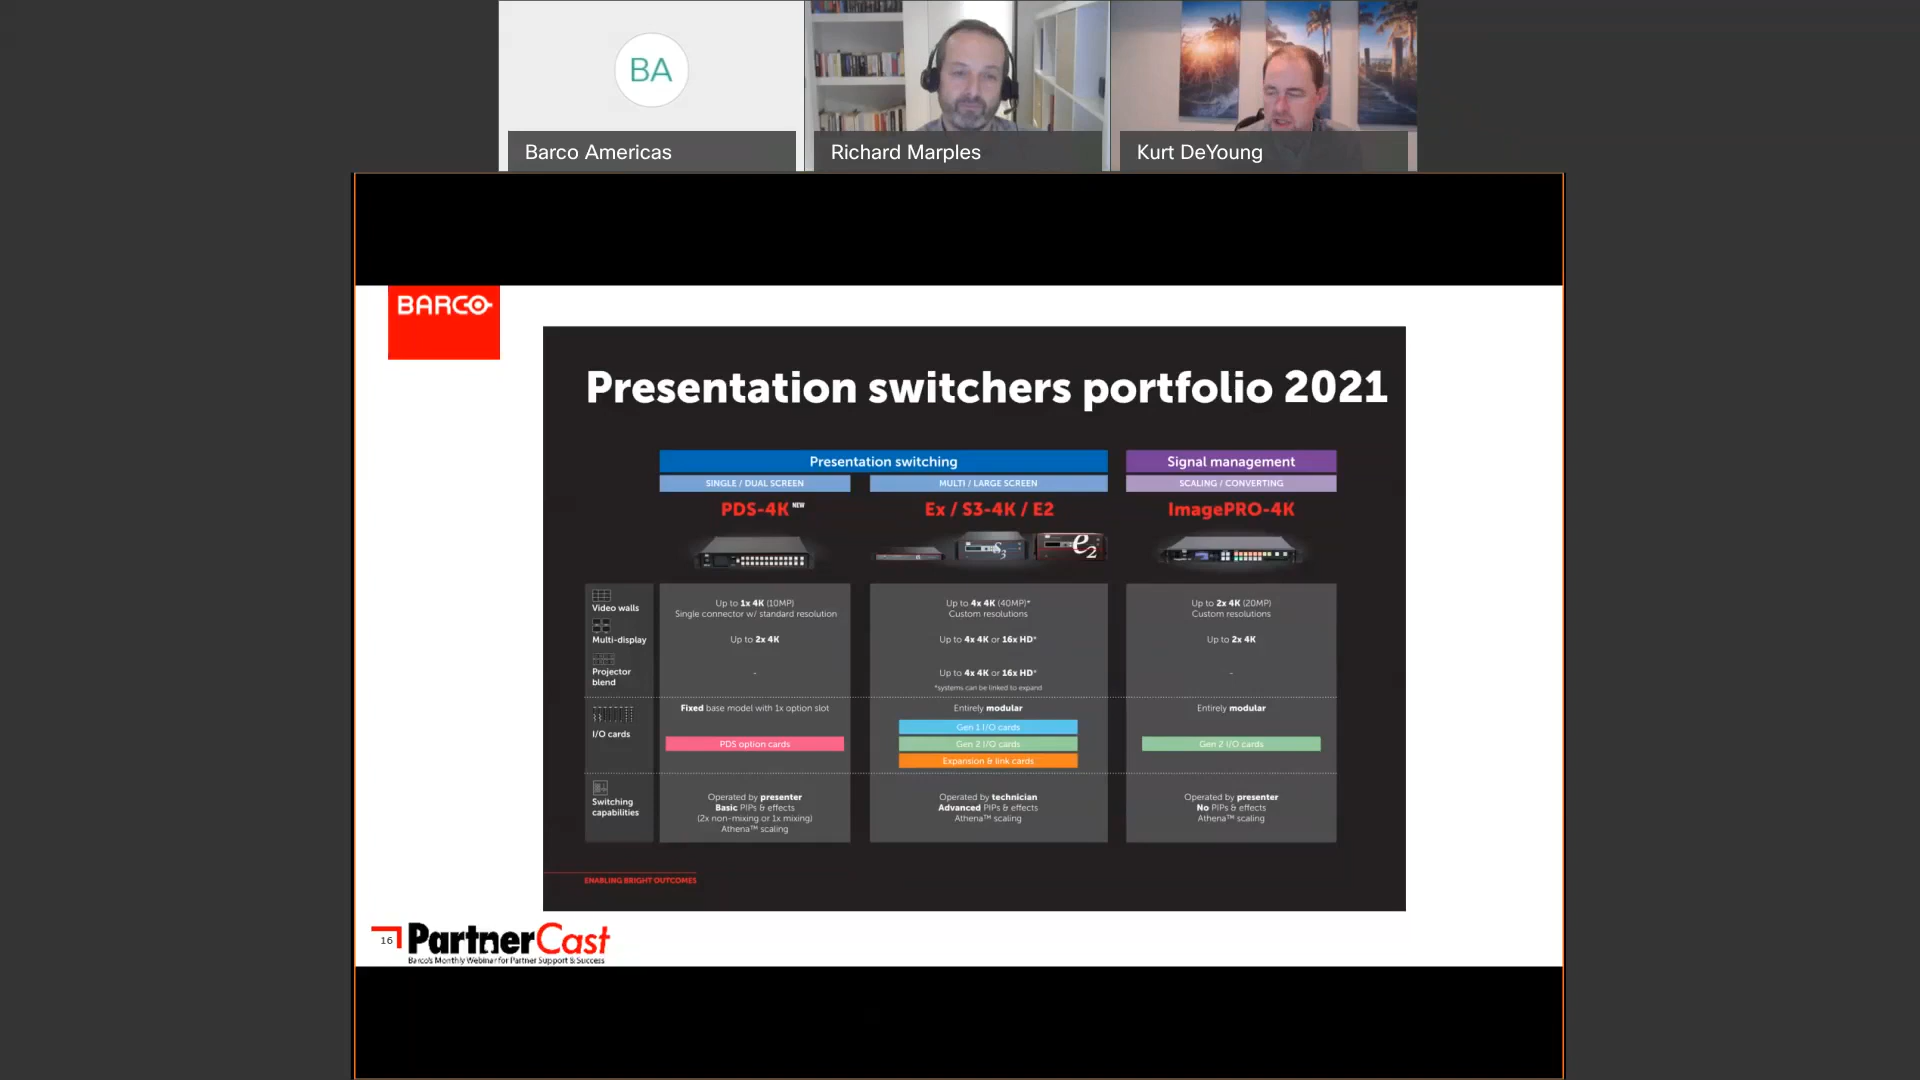 BA
Barco Americas
Richard Marples
Kurt DeYoung
BARCO
Presentation switchers portfolio 2021
Presentation switching
Signal management
SINGLE / DUAL SCREEN
MULTI / LARGE SCREEN
SCALING / CONVERTING
PDS-4K NEW
Ex / S3-4K / E2
ImagePRO-4K
S3
e2
Video walls
Up to 1x 4K (10MP)
Single connector w/ standard resolution
Up to 4x 4K (40MP)*
Custom resolutions
Up to 2x 4K (20MP)
Custom resolutions
Multi-display
Up to 2x 4K
Up to 4x 4K or 16x HD*
Up to 2x 4K
Projector
blend
-
Up to 4x 4K or 16x HD*
*systems can be linked to expand
-
I/O cards
Fixed base model with 1x option slot
PDS option cards
Entirely modular
Gen 1 I/O cards
Gen 2 I/O cards
Expansion & link cards
Entirely modular
Gen 2 I/O cards
Switching
capabilities
Operated by presenter
Basic PIPs & effects
(2x non-mixing or 1x mixing)
Athena™ scaling
Operated by technician
Advanced PIPs & effects
Athena™ scaling
Operated by presenter
No PIPs & effects
Athena™ scaling
ENABLING BRIGHT OUTCOMES
16
PartnerCast
Barco's Monthly Webinar for Partner Support & Success